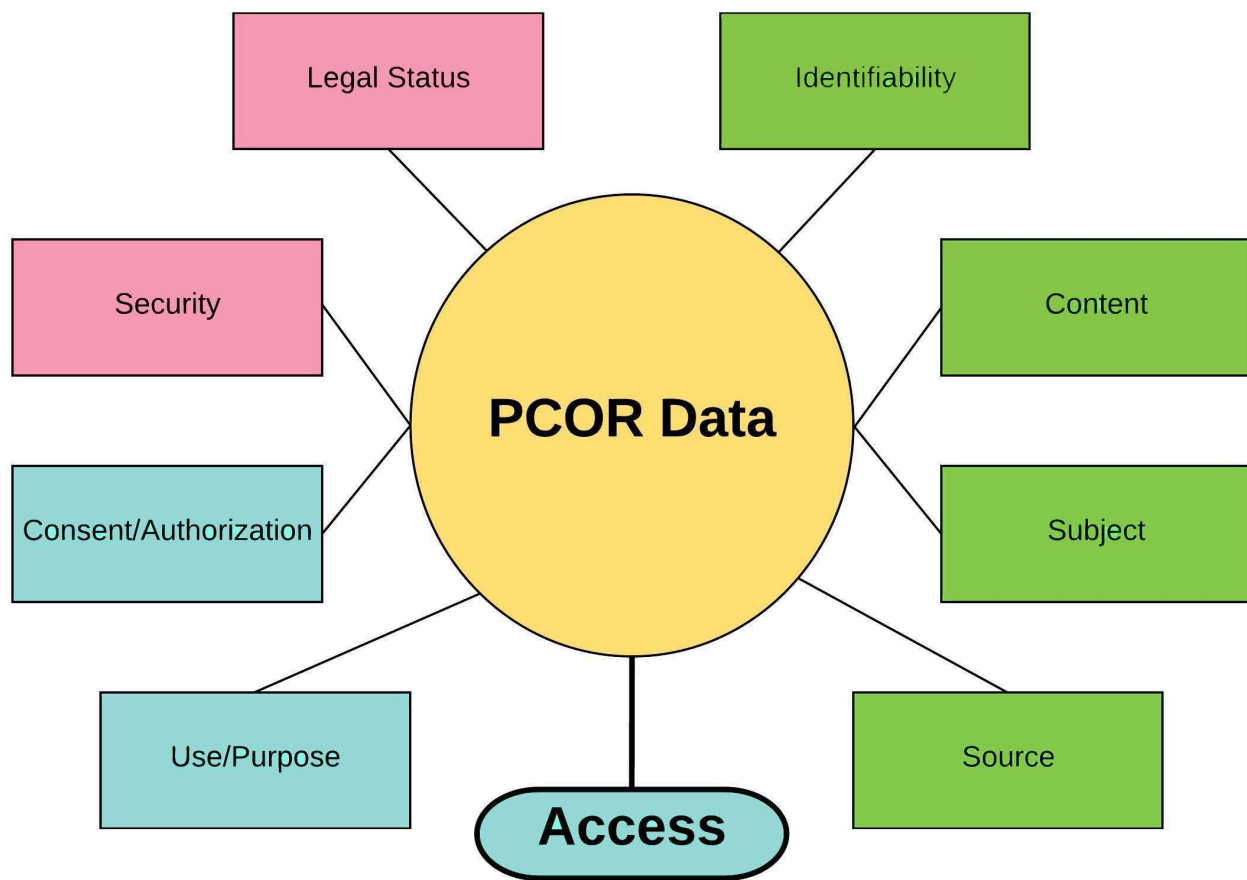 Legal Status
Identifiability
Security
Content
PCOR Data
Consent/Authorization
Subject
Use/Purpose
Source
Access